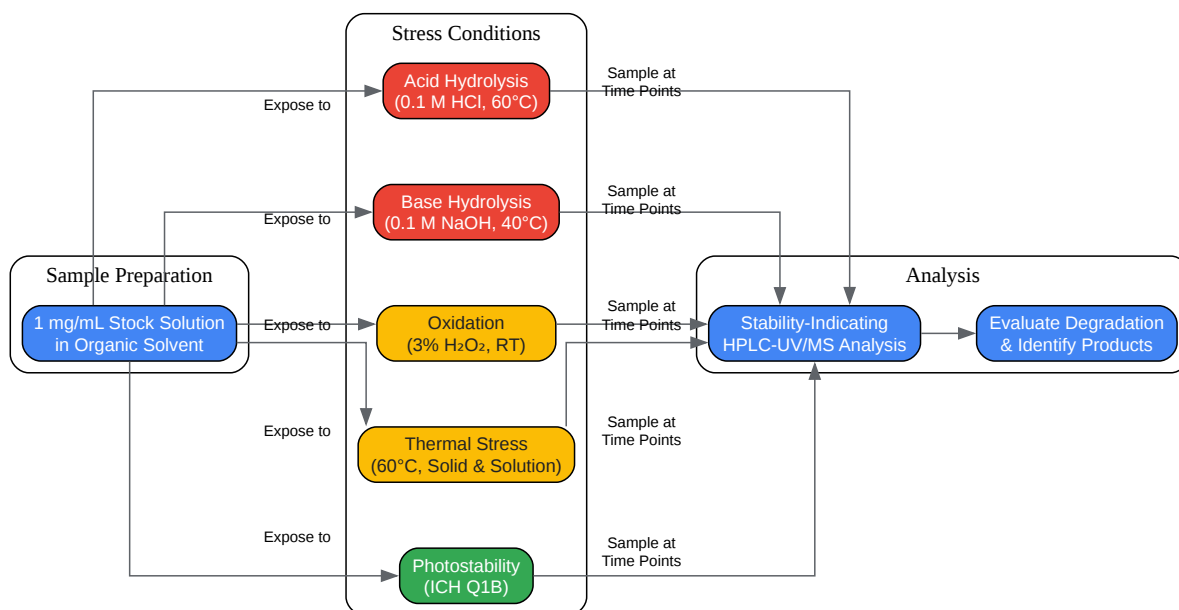 Stress Conditions
Acid Hydrolysis
(0.1 M HCl, 60°C)
Sample at
Time Points
Expose to
Base Hydrolysis
(0.1 M NaOH, 40°C)
Sample at
Time Points
Expose to
Sample Preparation
Analysis
1 mg/mL Stock Solution
in Organic Solvent
Expose to
Oxidation
(3% H₂O₂, RT)
Sample at
Time Points
Stability-Indicating
HPLC-UV/MS Analysis
Evaluate Degradation
& Identify Products
Expose to
Thermal Stress
(60°C, Solid & Solution)
Sample at
Time Points
Expose to
Photostability
(ICH Q1B)
Sample at
Time Points